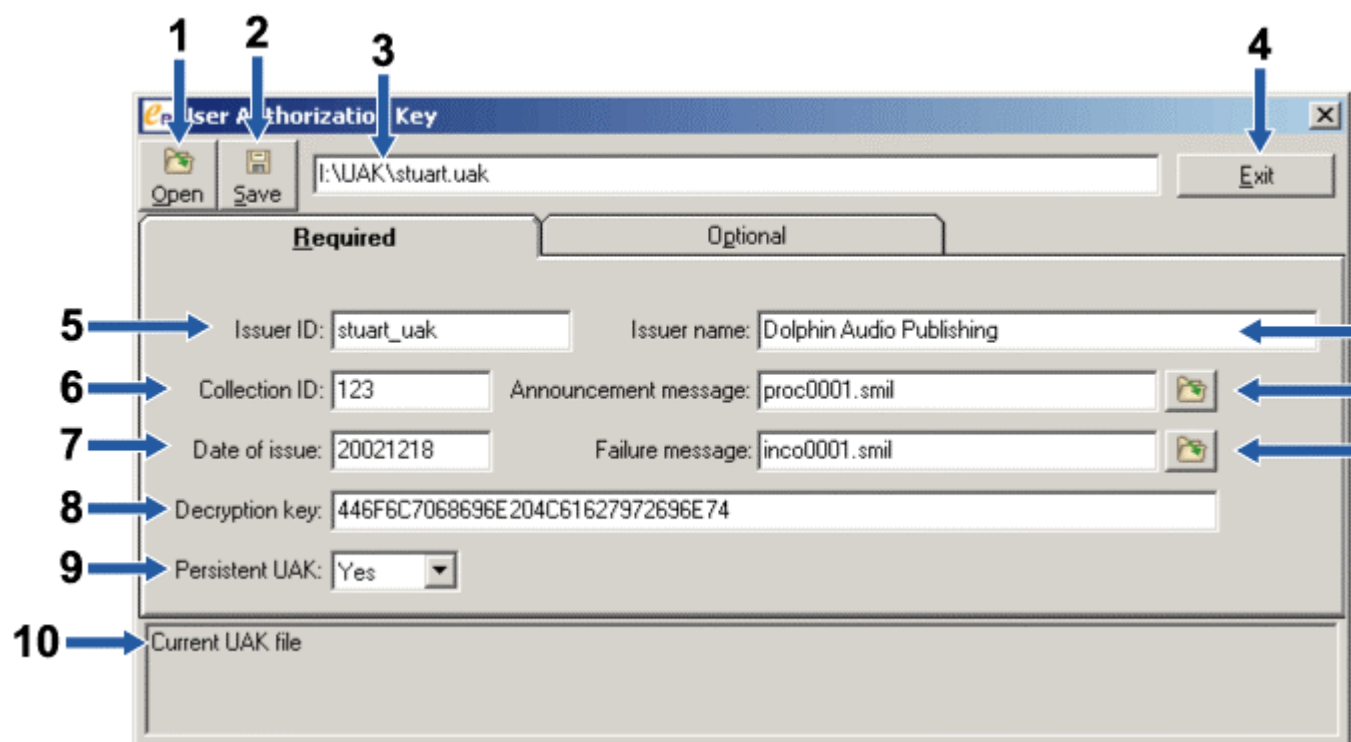 1 2 3 4
eP User Authorization Key
Open Save I:\UAK\stuart.uak Exit
Required Optional
5 Issuer ID: stuart_uak Issuer name: Dolphin Audio Publishing
6 Collection ID: 123 Announcement message: proc0001.smil
7 Date of issue: 20021218 Failure message: inco0001.smil
8 Decryption key: 446F6C7068696E204C61627972696E74
9 Persistent UAK: Yes
10 Current UAK file